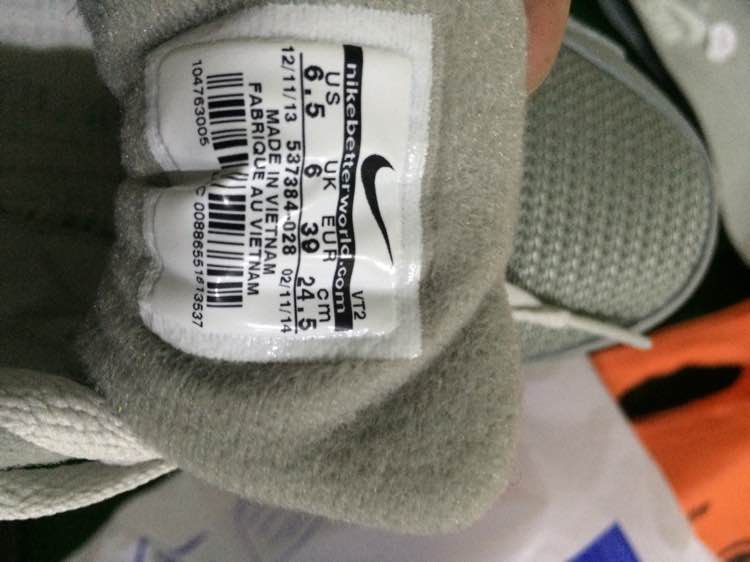 nikebetterworld.com
VT2
US UK EUR cm
6.5 6 39 24.5
12/11/13 537384-028 02/11/14
MADE IN VIETNAM
FABRIQUE AU VIETNAM
104763005